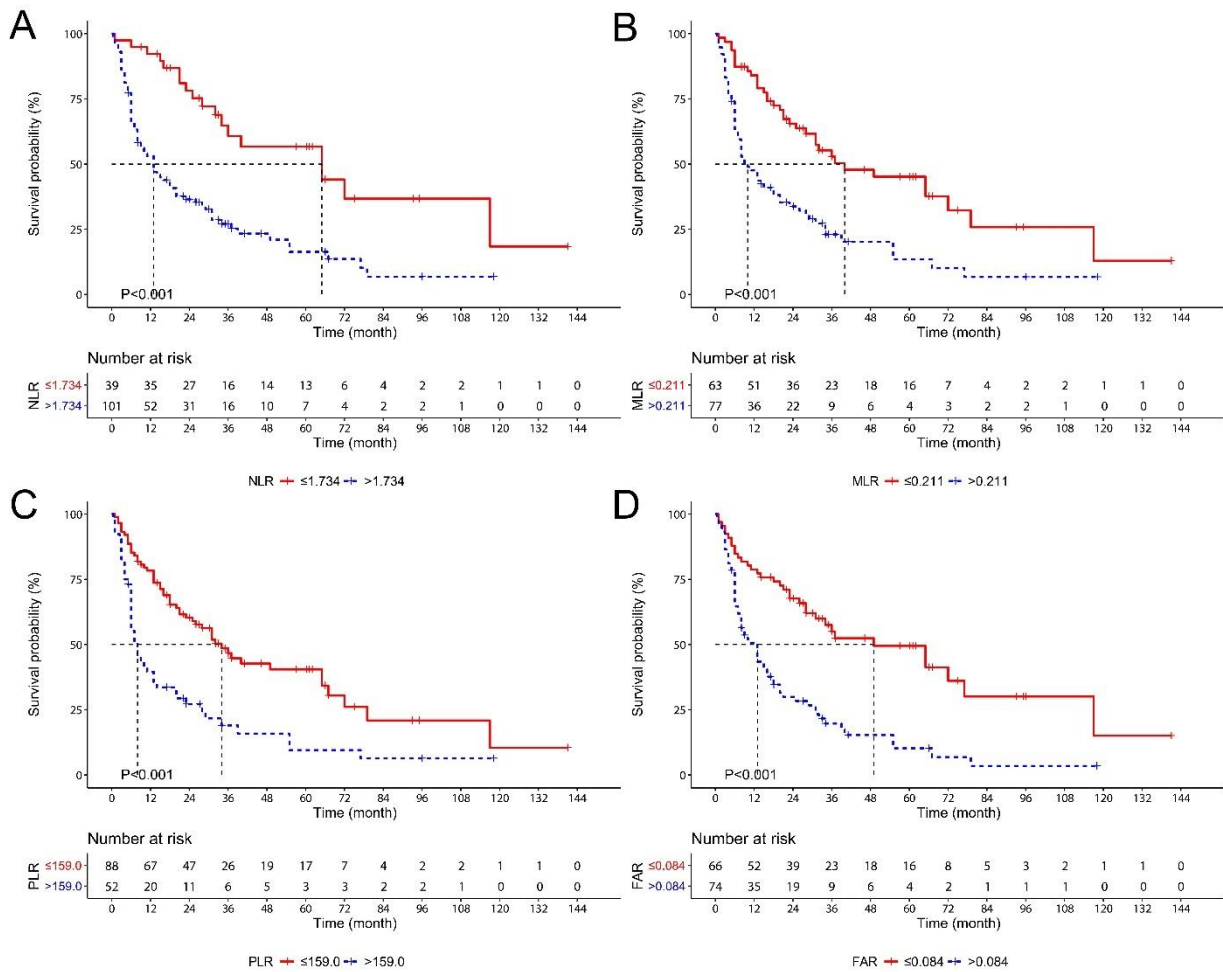 A
Survival probability (%)
100
75
50
25
0
P<0.001
0 12 24 36 48 60 72 84 96 108 120 132 144
Time (month)
Number at risk
NLR
≤1.734 39 35 27 16 14 13 6 4 2 2 1 1 0
>1.734 101 52 31 16 10 7 4 2 2 1 0 0 0
0 12 24 36 48 60 72 84 96 108 120 132 144
Time (month)
NLR ≤1.734 >1.734
B
Survival probability (%)
100
75
50
25
0
P<0.001
0 12 24 36 48 60 72 84 96 108 120 132 144
Time (month)
Number at risk
MLR
≤0.211 63 51 36 23 18 16 7 4 2 2 1 1 0
>0.211 77 36 22 9 6 4 3 2 2 1 0 0 0
0 12 24 36 48 60 72 84 96 108 120 132 144
Time (month)
MLR ≤0.211 >0.211
C
Survival probability (%)
100
75
50
25
0
P<0.001
0 12 24 36 48 60 72 84 96 108 120 132 144
Time (month)
Number at risk
PLR
≤159.0 88 67 47 26 19 17 7 4 2 2 1 1 0
>159.0 52 20 11 6 5 3 3 2 2 1 0 0 0
0 12 24 36 48 60 72 84 96 108 120 132 144
Time (month)
PLR ≤159.0 >159.0
D
Survival probability (%)
100
75
50
25
0
P<0.001
0 12 24 36 48 60 72 84 96 108 120 132 144
Time (month)
Number at risk
FAR
≤0.084 66 52 39 23 18 16 8 5 3 2 1 1 0
>0.084 74 35 19 9 6 4 2 1 1 1 0 0 0
0 12 24 36 48 60 72 84 96 108 120 132 144
Time (month)
FAR ≤0.084 >0.084